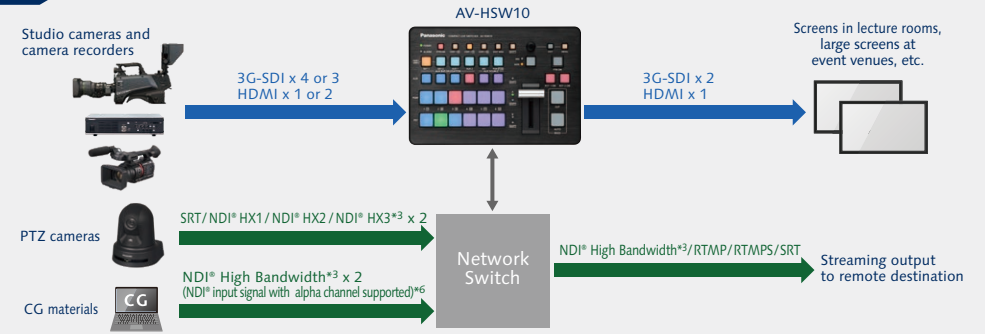 AV-HSW10
Studio cameras and
camera recorders
3G-SDI x 4 or 3
HDMI x 1 or 2
Panasonic
3G-SDI x 2
HDMI x 1
Screens in lecture rooms,
large screens at
event venues, etc.
PTZ cameras
SRT/NDI® HX1/NDI® HX2/NDI® HX3*3 x 2
NDI® High Bandwidth*3 x 2
(NDI® input signal with alpha channel supported)*6
CG materials
CG
Network
Switch
NDI® High Bandwidth*3/RTMP/RTMPS/SRT
Streaming output
to remote destination